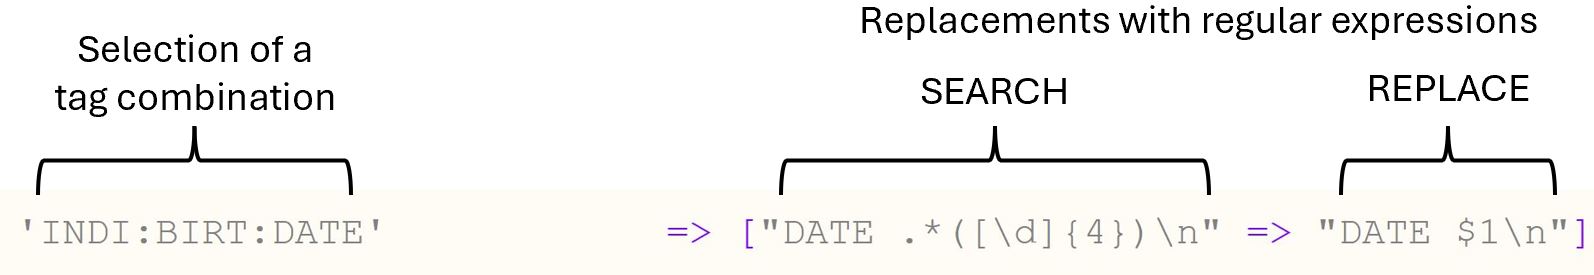 Replacements with regular expressions
Selection of a
tag combination
SEARCH
REPLACE
'INDI:BIRT:DATE' => ["DATE .*([\d]{4})\n" => "DATE $1\n"]